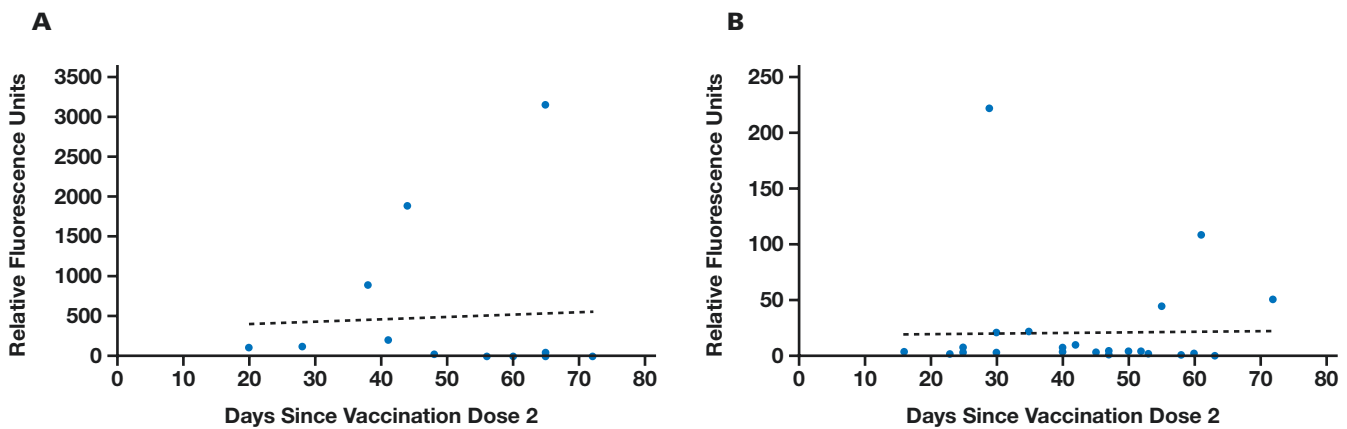 A
Relative Fluorescence Units
3500
3000
2500
2000
1500
1000
500
0
0 10 20 30 40 50 60 70 80
Days Since Vaccination Dose 2
B
Relative Fluorescence Units
250
200
150
100
50
0
0 10 20 30 40 50 60 70 80
Days Since Vaccination Dose 2